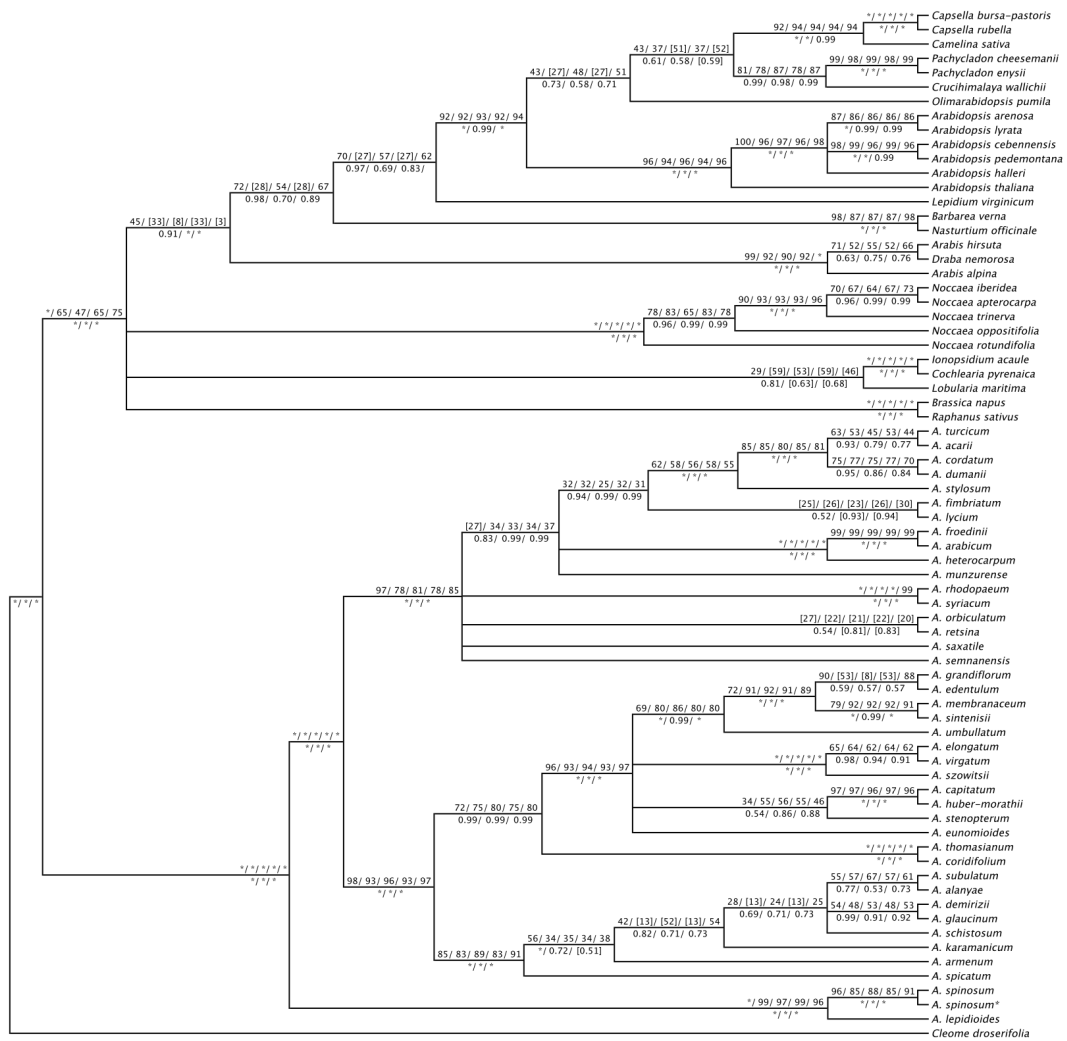 */ */ */ */ *
Capsella bursa-pastoris
92/ 94/ 94/ 94/ 94
*/ */ *
Capsella rubella
*/ */ 0.99
Camelina sativa
43/ 37/ [51]/ 37/ [52]
99/ 98/ 99/ 98/ 99
Pachycladon cheesemanii
0.61/ 0.58/ [0.59]
81/ 78/ 87/ 78/ 87
*/ */ *
Pachycladon enysii
43/ [27]/ 48/ [27]/ 51
0.99/ 0.98/ 0.99
Crucihimalaya wallichii
0.73/ 0.58/ 0.71
Olimarabidopsis pumila
92/ 92/ 93/ 92/ 94
87/ 86/ 86/ 86/ 86
Arabidopsis arenosa
*/ 0.99/ *
*/ 0.99/ 0.99
Arabidopsis lyrata
100/ 96/ 97/ 96/ 98
98/ 99/ 96/ 99/ 96
Arabidopsis cebennensis
*/ */ *
*/ */ 0.99
Arabidopsis pedemontana
70/ [27]/ 57/ [27]/ 62
96/ 94/ 96/ 94/ 96
Arabidopsis halleri
0.97/ 0.69/ 0.83/
*/ */ *
Arabidopsis thaliana
72/ [28]/ 54/ [28]/ 67
0.98/ 0.70/ 0.89
Lepidium virginicum
45/ [33]/ [8]/ [33]/ [3]
98/ 87/ 87/ 87/ 98
Barbarea verna
0.91/ */ *
*/ */ *
Nasturtium officinale
71/ 52/ 55/ 52/ 66
Arabis hirsuta
99/ 92/ 90/ 92/ *
0.63/ 0.75/ 0.76
Draba nemorosa
*/ */ *
Arabis alpina
70/ 67/ 64/ 67/ 73
Noccaea iberidea
90/ 93/ 93/ 93/ 96
0.96/ 0.99/ 0.99
Noccaea apterocarpa
*/ 65/ 47/ 65/ 75
78/ 83/ 65/ 83/ 78
*/ */ *
Noccaea trinerva
*/ */ *
*/ */ */ */ *
0.96/ 0.99/ 0.99
Noccaea oppositifolia
*/ */ *
Noccaea rotundifolia
*/ */ */ */ *
Ionopsidium acaule
29/ [59]/ [53]/ [59]/ [46]
*/ */ *
Cochlearia pyrenaica
0.81/ [0.63]/ [0.68]
Lobularia maritima
*/ */ */ */ *
Brassica napus
*/ */ *
Raphanus sativus
63/ 53/ 45/ 53/ 44
A. turcicum
85/ 85/ 80/ 85/ 81
0.93/ 0.79/ 0.77
A. acarii
*/ */ *
75/ 77/ 75/ 77/ 70
A. cordatum
62/ 58/ 56/ 58/ 55
0.95/ 0.86/ 0.84
A. dumanii
*/ */ *
A. stylosum
32/ 32/ 25/ 32/ 31
[25]/ [26]/ [23]/ [26]/ [30]
A. fimbriatum
0.94/ 0.99/ 0.99
0.52/ [0.93]/ [0.94]
A. lycium
[27]/ 34/ 33/ 34/ 37
99/ 99/ 99/ 99/ 99
A. froedinii
0.83/ 0.99/ 0.99
*/ */ */ */ *
*/ */ *
A. arabicum
*/ */ *
A. heterocarpum
A. munzurense
97/ 78/ 81/ 78/ 85
*/ */ */ */ 99
A. rhodopaeum
*/ */ *
*/ */ *
*/ */ *
A. syriacum
[27]/ [22]/ [21]/ [22]/ [20]
A. orbiculatum
0.54/ [0.81]/ [0.83]
A. retsina
A. saxatile
A. semnanensis
90/ [53]/ [8]/ [53]/ 88
A. grandiflorum
72/ 91/ 92/ 91/ 89
0.59/ 0.57/ 0.57
A. edentulum
*/ */ *
79/ 92/ 92/ 92/ 91
A. membranaceum
69/ 80/ 86/ 80/ 80
*/ 0.99/ *
A. sintenisii
*/ 0.99/ *
A. umbullatum
*/ */ */ */ *
65/ 64/ 62/ 64/ 62
A. elongatum
*/ */ *
*/ */ */ */ *
0.98/ 0.94/ 0.91
A. virgatum
96/ 93/ 94/ 93/ 97
*/ */ *
A. szowitsii
*/ */ *
97/ 97/ 96/ 97/ 96
A. capitatum
34/ 55/ 56/ 55/ 46
*/ */ *
A. huber-morathii
72/ 75/ 80/ 75/ 80
0.54/ 0.86/ 0.88
A. stenopterum
0.99/ 0.99/ 0.99
A. eunomioides
*/ */ */ */ *
A. thomasianum
*/ */ *
A. coridifolium
*/ */ */ */ *
*/ */ *
98/ 93/ 96/ 93/ 97
55/ 57/ 67/ 57/ 61
A. subulatum
*/ */ *
0.77/ 0.53/ 0.73
A. alanyae
28/ [13]/ 24/ [13]/ 25
54/ 48/ 53/ 48/ 53
A. demirizii
0.69/ 0.71/ 0.73
0.99/ 0.91/ 0.92
A. glaucinum
42/ [13]/ [52]/ [13]/ 54
A. schistosum
0.82/ 0.71/ 0.73
A. karamanicum
56/ 34/ 35/ 34/ 38
*/ 0.72/ [0.51]
A. armenum
85/ 83/ 89/ 83/ 91
*/ */ *
A. spicatum
96/ 85/ 88/ 85/ 91
A. spinosum
*/ 99/ 97/ 99/ 96
*/ */ *
A. spinosum*
*/ */ *
A. lepidioides
Cleome droserifolia